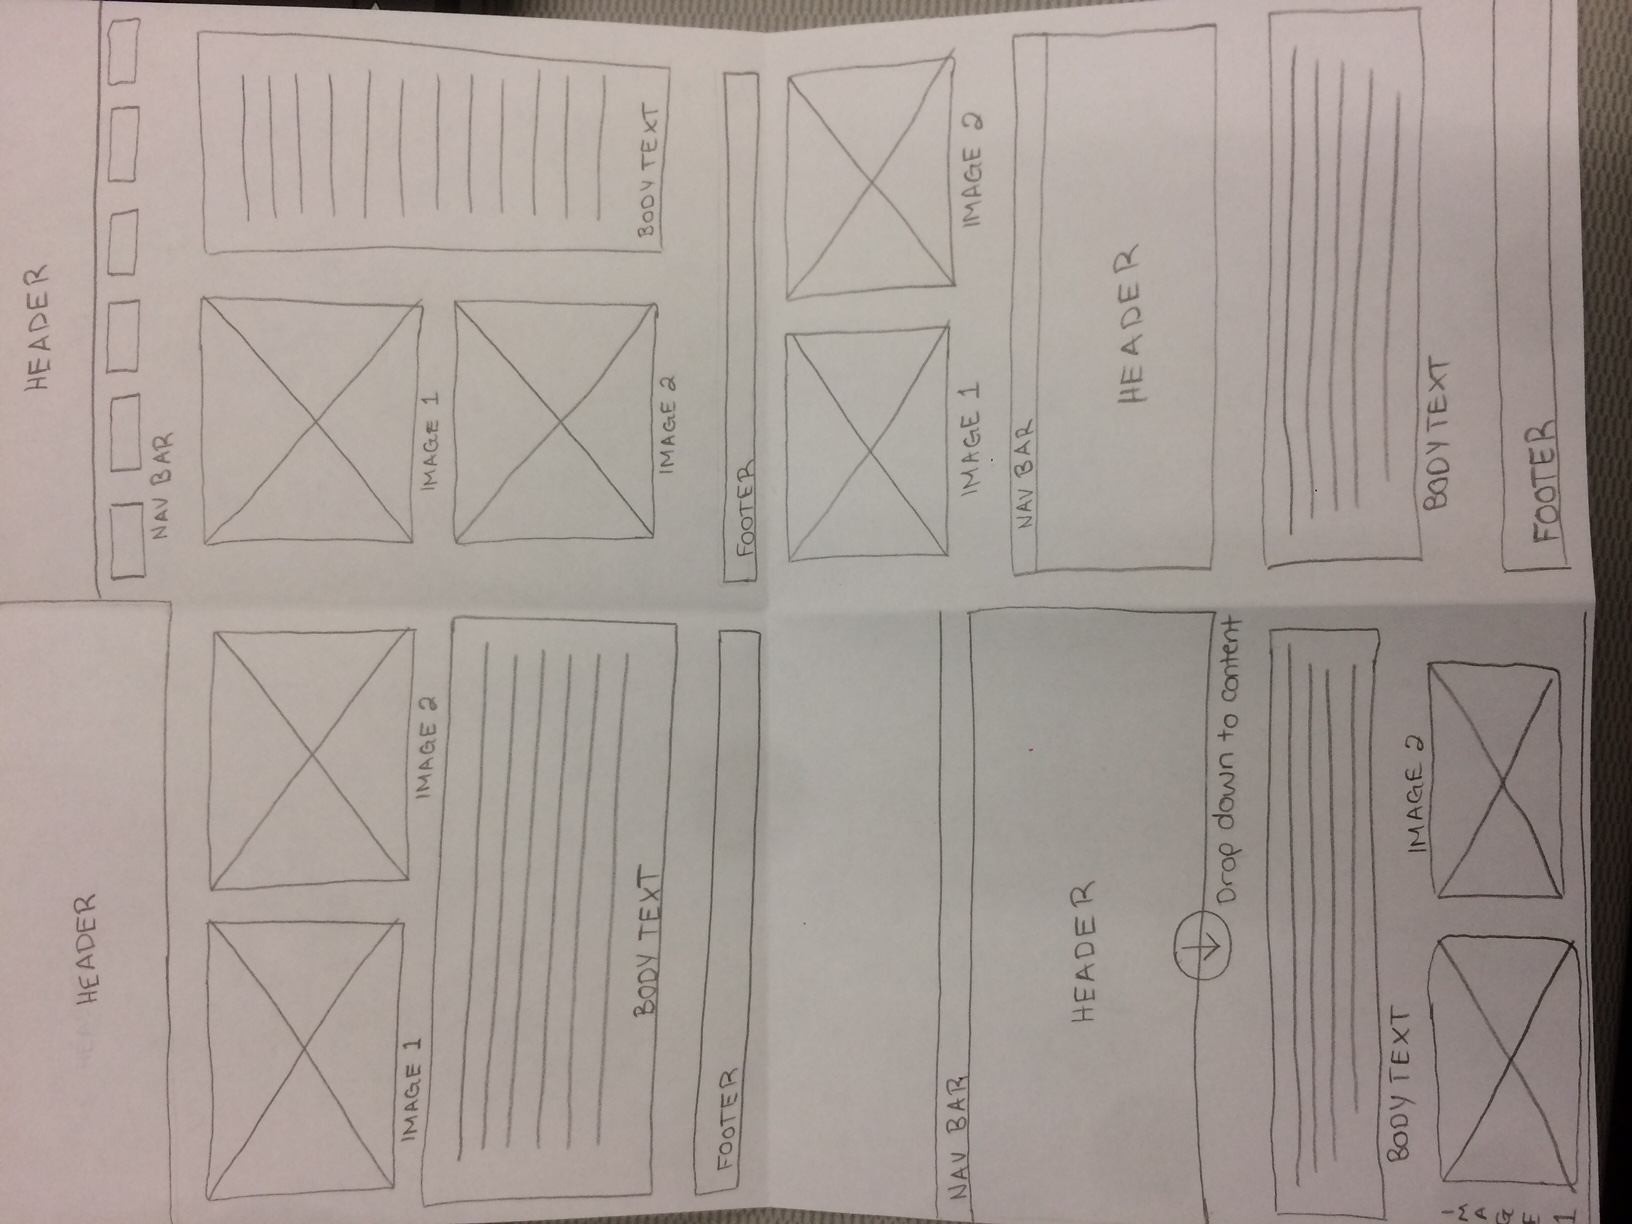 HEADER
IMAGE 1
IMAGE 2
BODY TEXT
FOOTER
HEADER
NAV BAR
IMAGE 1
IMAGE 2
BODY TEXT
FOOTER
NAV BAR
HEADER
Drop down to content
BODY TEXT
IMAGE 1
IMAGE 2
IMAGE 1
IMAGE 2
NAV BAR
HEADER
BODY TEXT
FOOTER